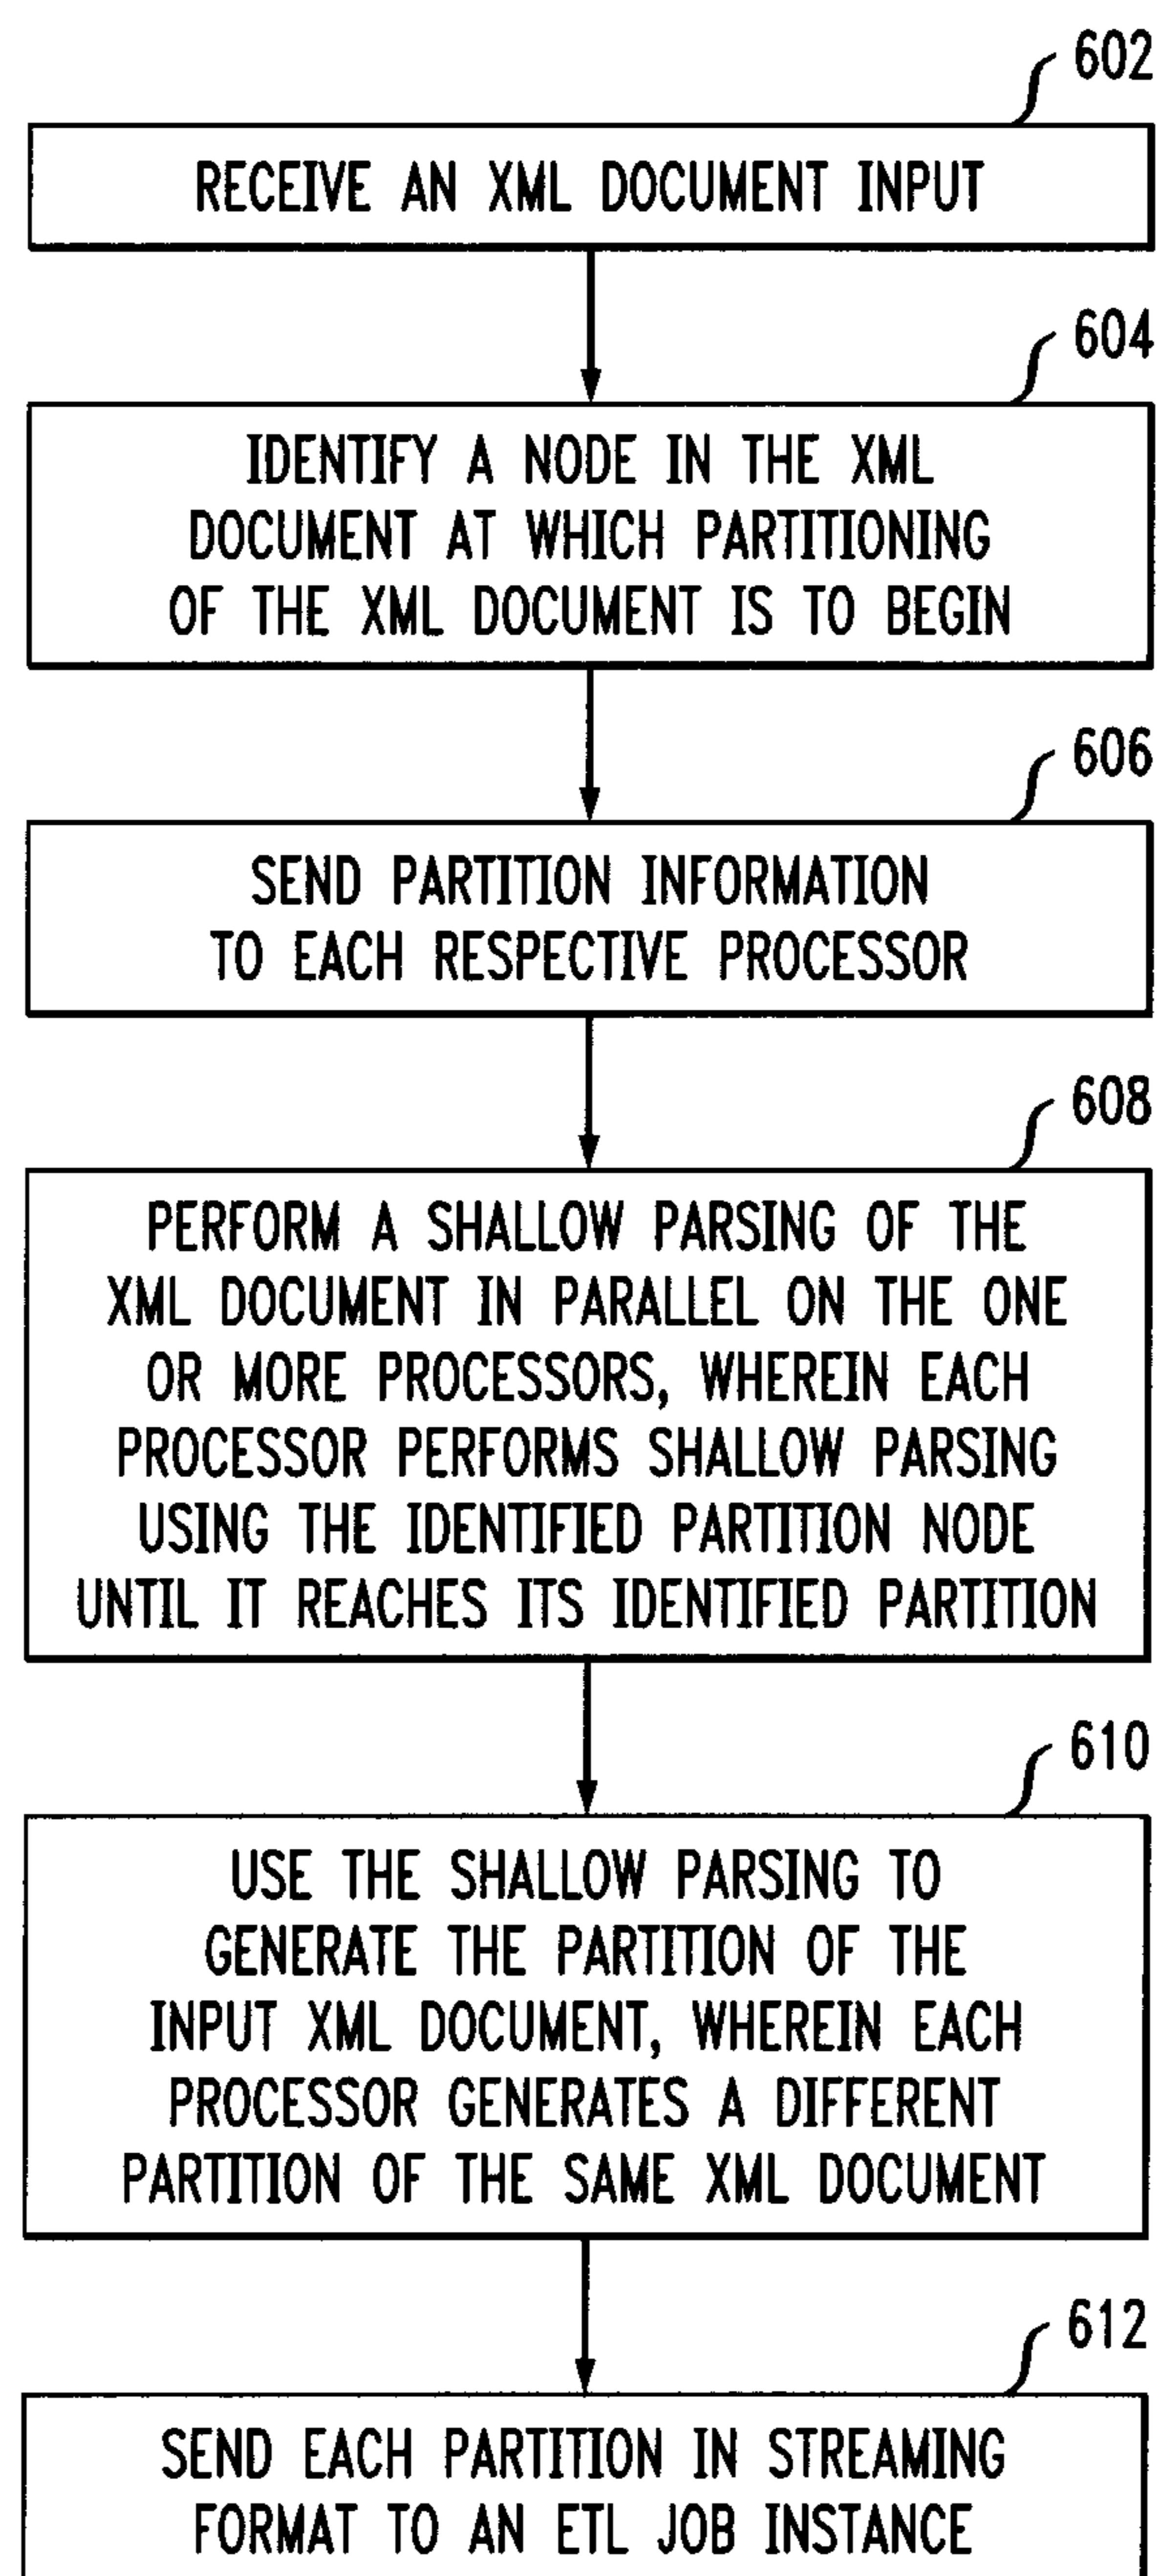 602
RECEIVE AN XML DOCUMENT INPUT
604
IDENTIFY A NODE IN THE XML
DOCUMENT AT WHICH PARTITIONING
OF THE XML DOCUMENT IS TO BEGIN
606
SEND PARTITION INFORMATION
TO EACH RESPECTIVE PROCESSOR
608
PERFORM A SHALLOW PARSING OF THE
XML DOCUMENT IN PARALLEL ON THE ONE
OR MORE PROCESSORS, WHEREIN EACH
PROCESSOR PERFORMS SHALLOW PARSING
USING THE IDENTIFIED PARTITION NODE
UNTIL IT REACHES ITS IDENTIFIED PARTITION
610
USE THE SHALLOW PARSING TO
GENERATE THE PARTITION OF THE
INPUT XML DOCUMENT, WHEREIN EACH
PROCESSOR GENERATES A DIFFERENT
PARTITION OF THE SAME XML DOCUMENT
612
SEND EACH PARTITION IN STREAMING
FORMAT TO AN ETL JOB INSTANCE